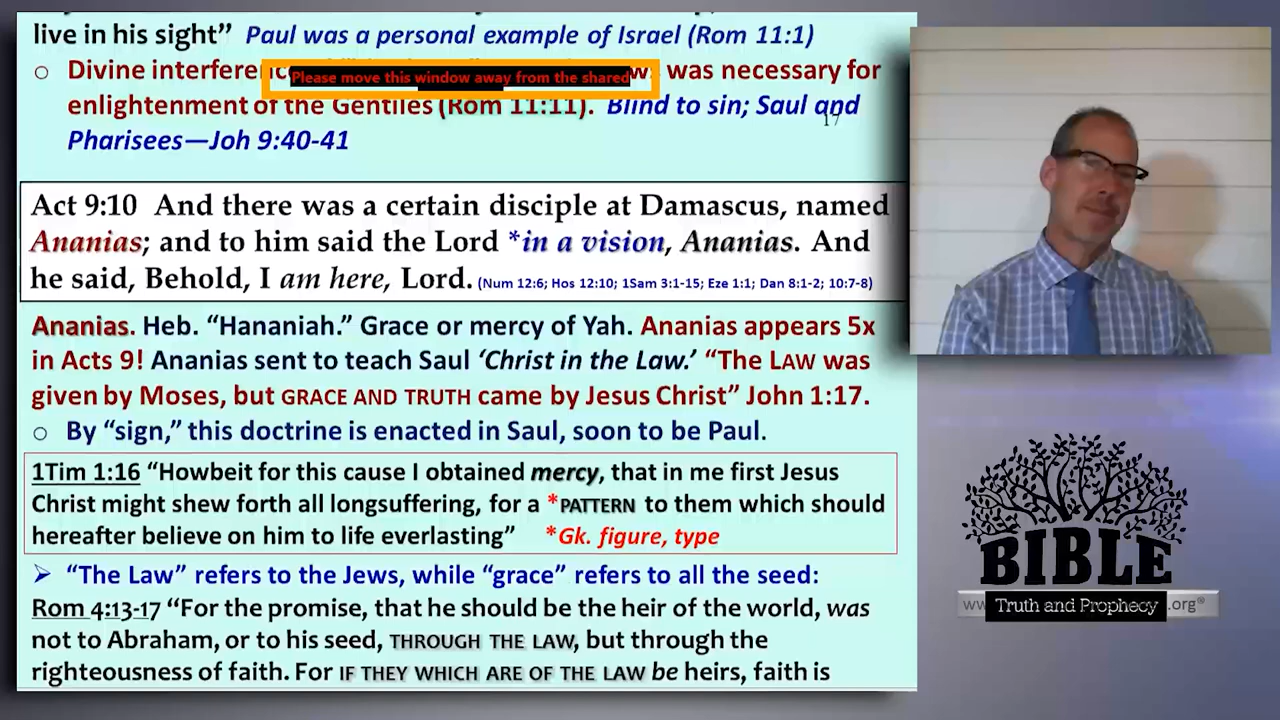 live in his sight” Paul was a personal example of Israel (Rom 11:1)
○ Divine interferenc ws was necessary for
Please move this window away from the shared
enlightenment of the Gentiles (Rom 11:11). Blind to sin; Saul and
17
Pharisees—Joh 9:40-41
Act 9:10 And there was a certain disciple at Damascus, named
Ananias; and to him said the Lord *in a vision, Ananias. And
he said, Behold, I am here, Lord. (Num 12:6; Hos 12:10; 1Sam 3:1-15; Eze 1:1; Dan 8:1-2; 10:7-8)
Ananias. Heb. “Hananiah.” Grace or mercy of Yah. Ananias appears 5x
in Acts 9! Ananias sent to teach Saul ‘Christ in the Law.’ “The LAW was
given by Moses, but GRACE AND TRUTH came by Jesus Christ” John 1:17.
○ By “sign,” this doctrine is enacted in Saul, soon to be Paul.
1Tim 1:16 “Howbeit for this cause I obtained mercy, that in me first Jesus
Christ might shew forth all longsuffering, for a *PATTERN to them which should
hereafter believe on him to life everlasting” *Gk. figure, type
➢ “The Law” refers to the Jews, while “grace” refers to all the seed:
Rom 4:13-17 “For the promise, that he should be the heir of the world, was
not to Abraham, or to his seed, THROUGH THE LAW, but through the
righteousness of faith. For IF THEY WHICH ARE OF THE LAW be heirs, faith is
BIBLE
Truth and Prophecy
.org®